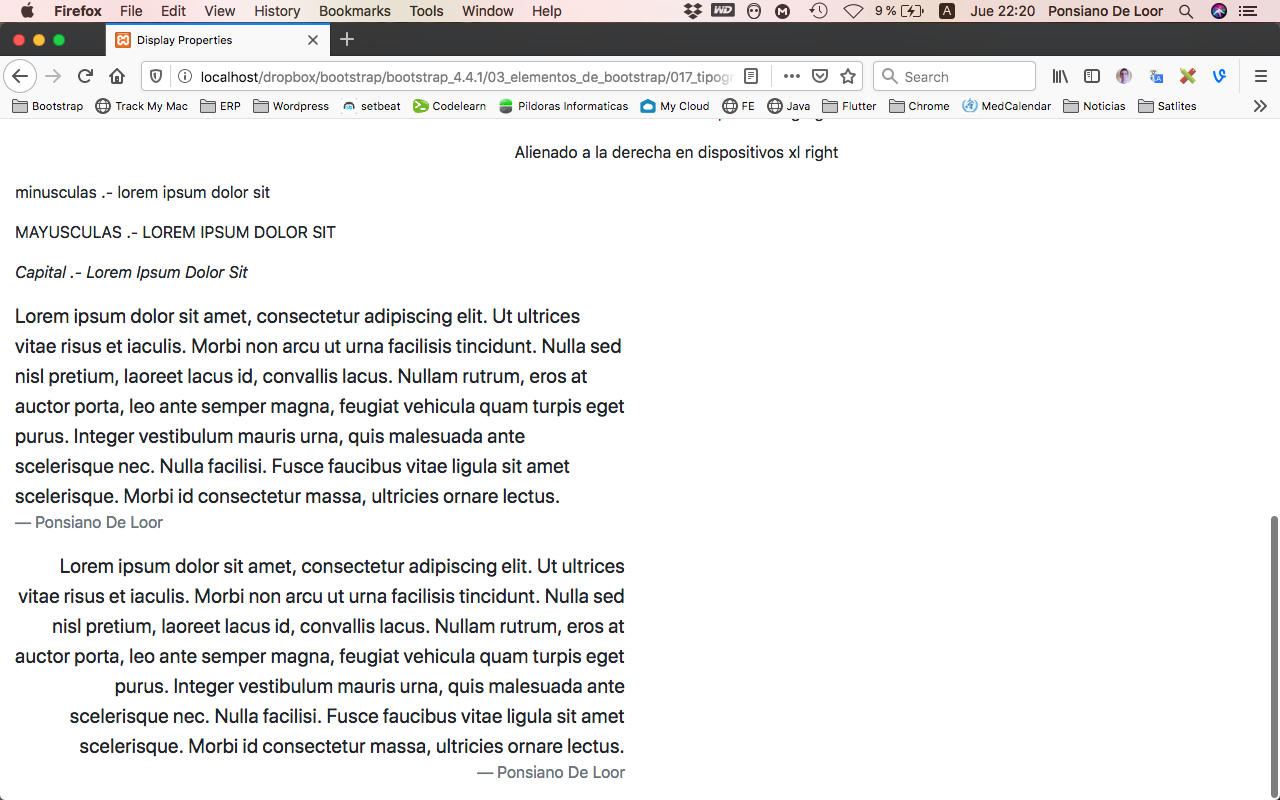 Firefox File Edit View History Bookmarks Tools Window Help 9 % Jue 22:20 Ponsiano De Loor
Display Properties
localhost/dropbox/bootstrap/bootstrap_4.4.1/03_elementos_de_bootstrap/017_tipogr Search
Bootstrap Track My Mac ERP Wordpress setbeat Codelearn Pildoras Informaticas My Cloud FE Java Flutter Chrome MedCalendar Noticias Satlites
Alienado a la derecha en dispositivos xl right
minusculas .- lorem ipsum dolor sit
MAYUSCULAS .- LOREM IPSUM DOLOR SIT
Capital .- Lorem Ipsum Dolor Sit
Lorem ipsum dolor sit amet, consectetur adipiscing elit. Ut ultrices
vitae risus et iaculis. Morbi non arcu ut urna facilisis tincidunt. Nulla sed
nisl pretium, laoreet lacus id, convallis lacus. Nullam rutrum, eros at
auctor porta, leo ante semper magna, feugiat vehicula quam turpis eget
purus. Integer vestibulum mauris urna, quis malesuada ante
scelerisque nec. Nulla facilisi. Fusce faucibus vitae ligula sit amet
scelerisque. Morbi id consectetur massa, ultricies ornare lectus.
— Ponsiano De Loor
Lorem ipsum dolor sit amet, consectetur adipiscing elit. Ut ultrices
vitae risus et iaculis. Morbi non arcu ut urna facilisis tincidunt. Nulla sed
nisl pretium, laoreet lacus id, convallis lacus. Nullam rutrum, eros at
auctor porta, leo ante semper magna, feugiat vehicula quam turpis eget
purus. Integer vestibulum mauris urna, quis malesuada ante
scelerisque nec. Nulla facilisi. Fusce faucibus vitae ligula sit amet
scelerisque. Morbi id consectetur massa, ultricies ornare lectus.
— Ponsiano De Loor